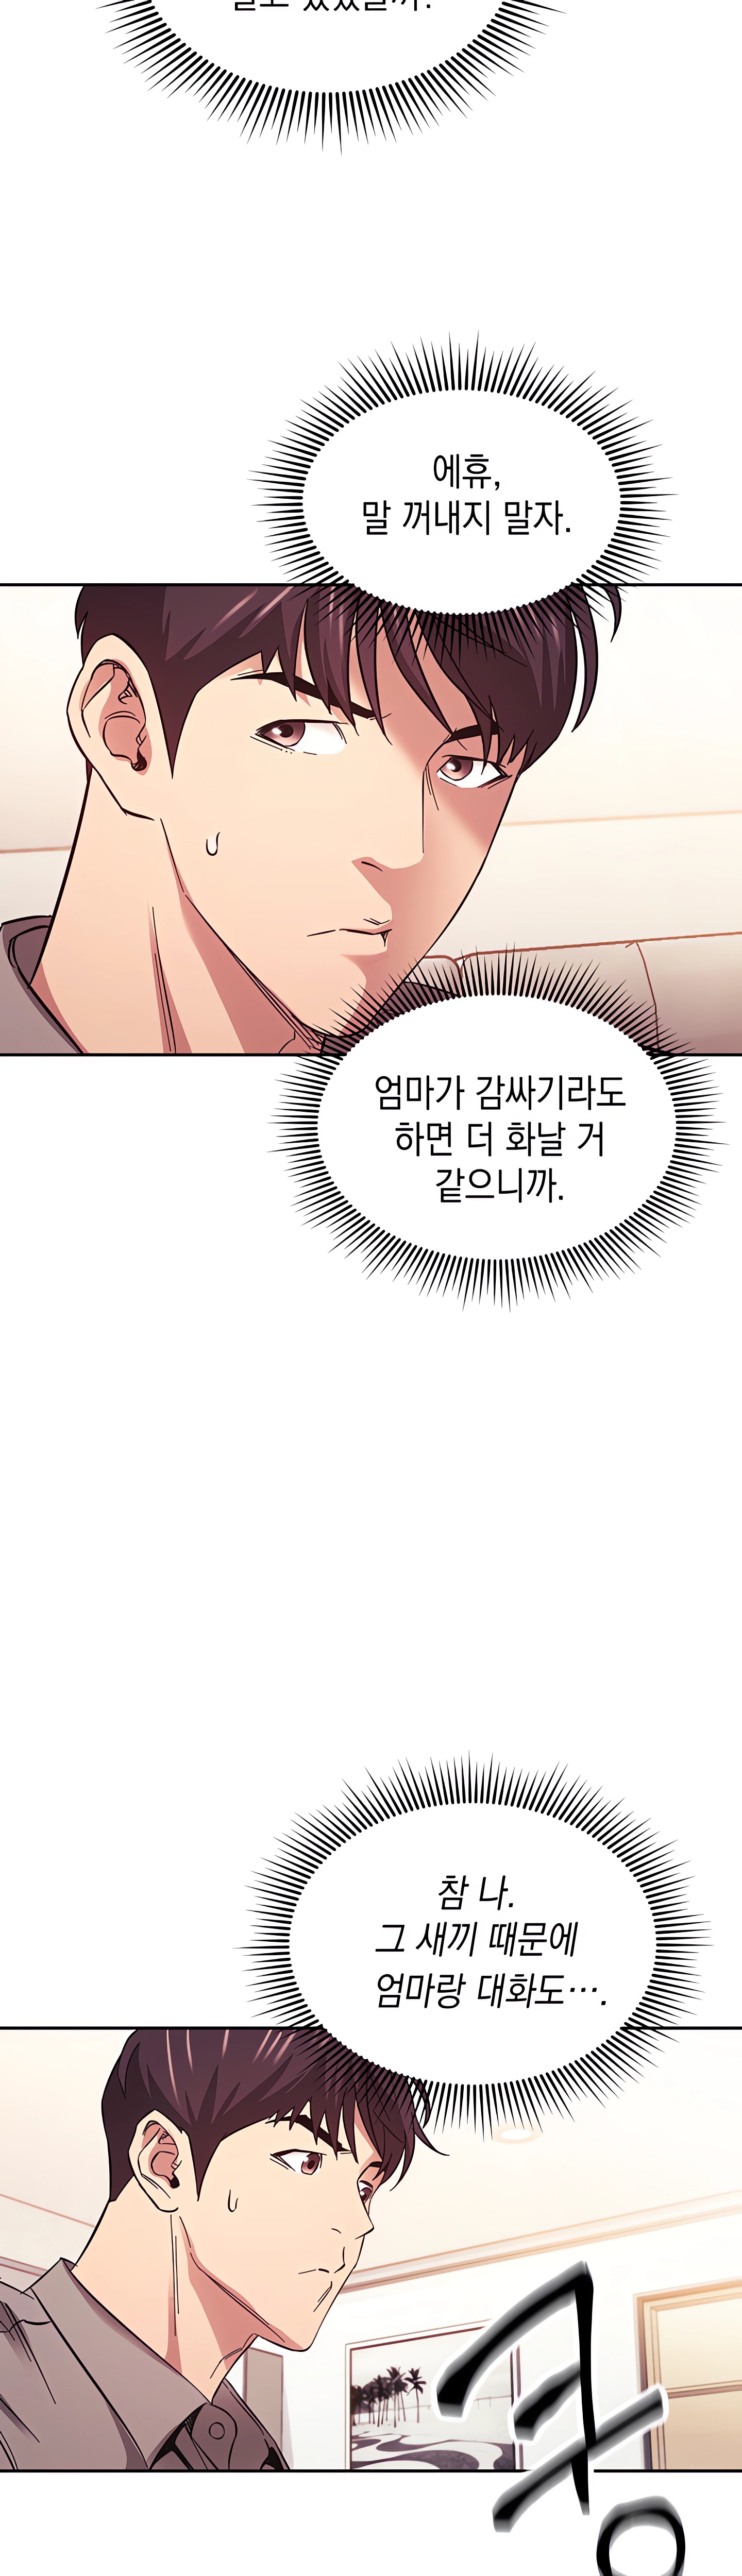 에휴,
말 꺼내지 말자.
엄마가 감싸기라도
하면 더 화날 거
같으니까.
참 나.
그 새끼 때문에
엄마랑 대화도….